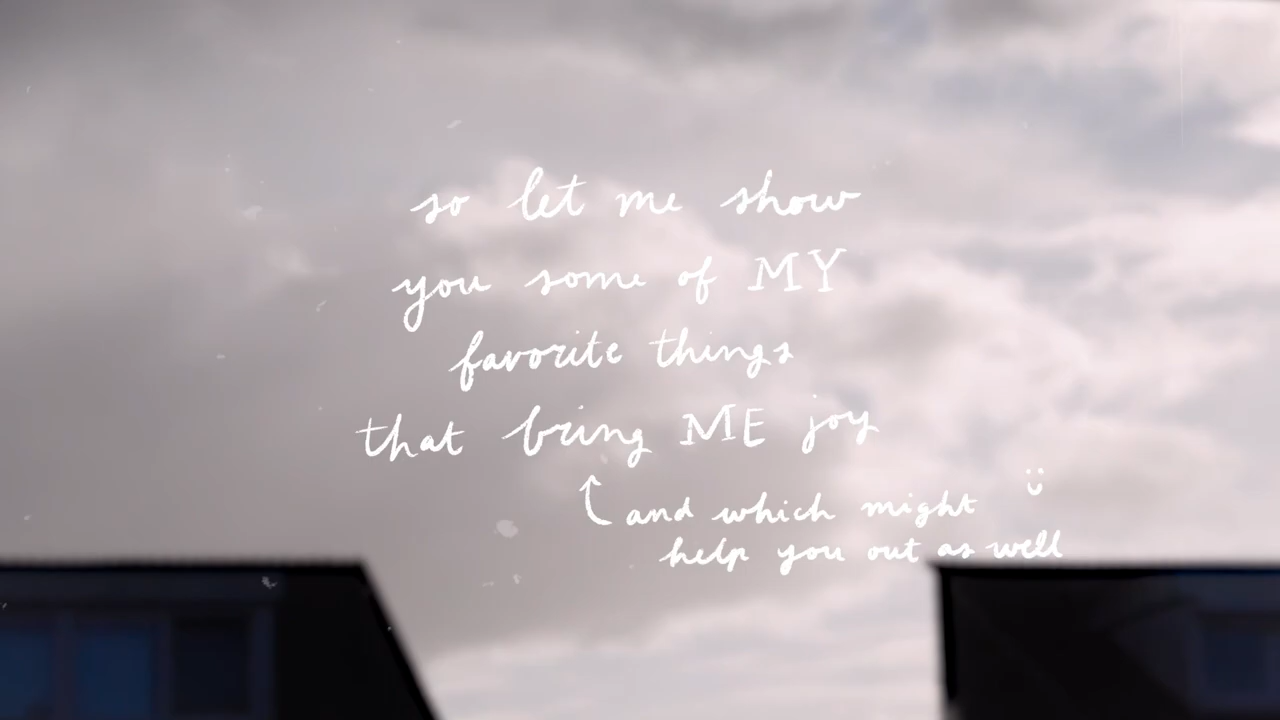 so let me show
you some of MY
favorite things
that bring ME joy
and which might
help you out as well